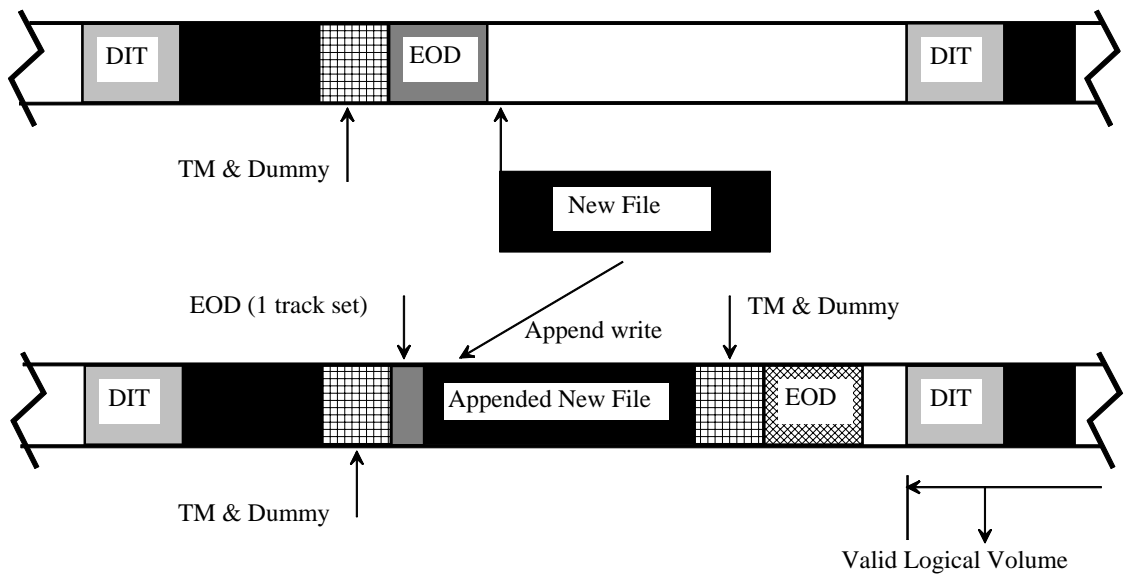 DIT
EOD
DIT
TM & Dummy
New File
EOD (1 track set)
TM & Dummy
Append write
DIT
Appended New File
EOD
DIT
TM & Dummy
Valid Logical Volume